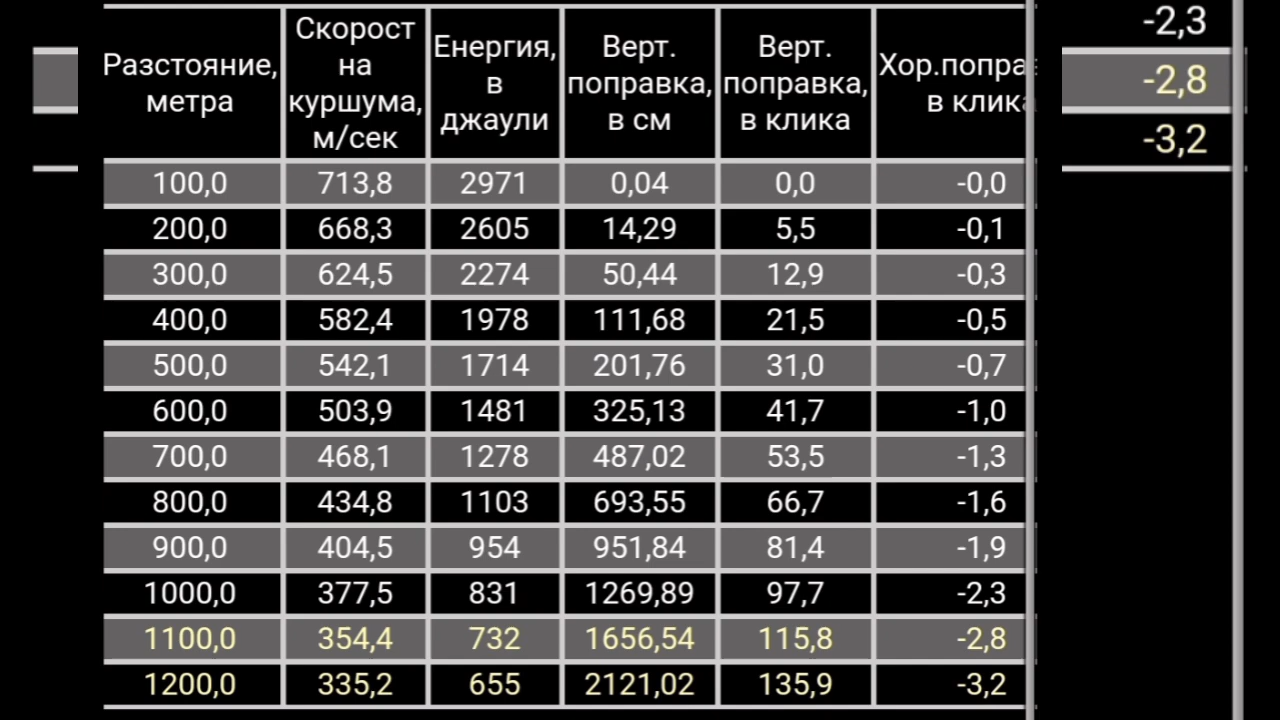 Разстояние, метра | Скорост на куршума, м/сек | Енергия, в джаули | Верт. поправка, в см | Верт. поправка, в клика | Хор.попра в клика
100,0 713,8 2971 0,04 0,0 -0,0
200,0 668,3 2605 14,29 5,5 -0,1
300,0 624,5 2274 50,44 12,9 -0,3
400,0 582,4 1978 111,68 21,5 -0,5
500,0 542,1 1714 201,76 31,0 -0,7
600,0 503,9 1481 325,13 41,7 -1,0
700,0 468,1 1278 487,02 53,5 -1,3
800,0 434,8 1103 693,55 66,7 -1,6
900,0 404,5 954 951,84 81,4 -1,9
1000,0 377,5 831 1269,89 97,7 -2,3
1100,0 354,4 732 1656,54 115,8 -2,8
1200,0 335,2 655 2121,02 135,9 -3,2
-2,3
-2,8
-3,2